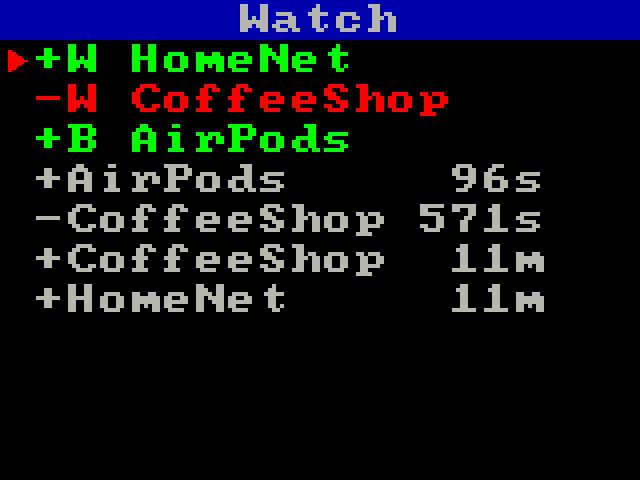 Watch
+W HomeNet
-W CoffeeShop
+B AirPods
+AirPods 96s
-CoffeeShop 571s
+CoffeeShop 11m
+HomeNet 11m